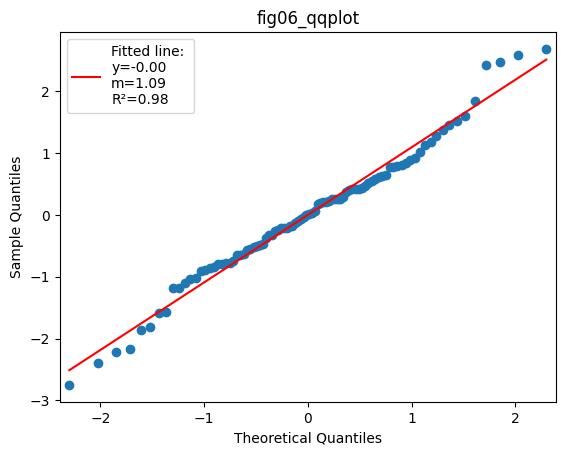 fig06_qqplot
Fitted line:
y=-0.00
m=1.09
R²=0.98
Sample Quantiles
2
1
0
−1
−2
−3
−2
−1
0
1
2
Theoretical Quantiles